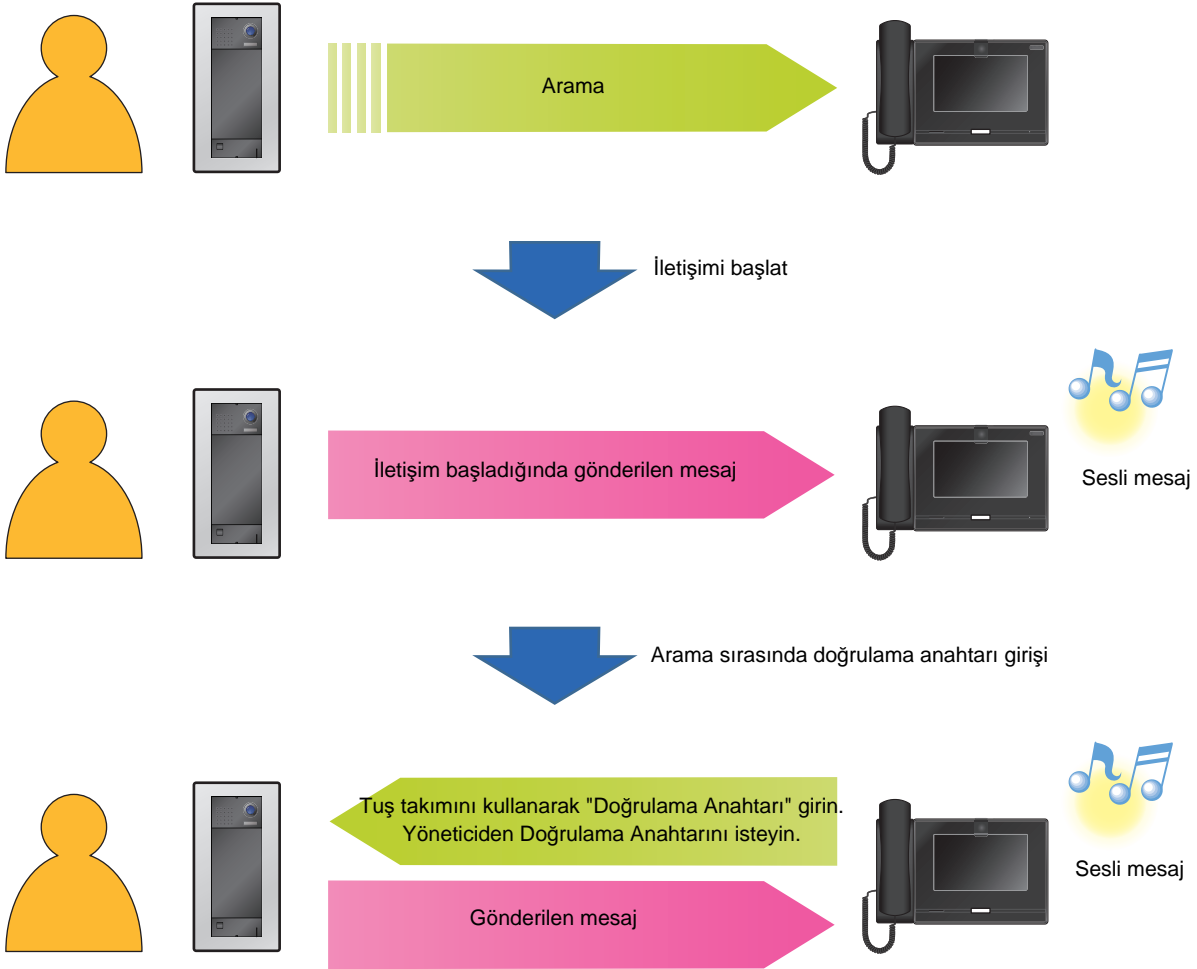 Arama
İletişimi başlat
İletişim başladığında gönderilen mesaj
Sesli mesaj
Arama sırasında doğrulama anahtarı girişi
Tuş takımını kullanarak "Doğrulama Anahtarı" girin.
Yöneticiden Doğrulama Anahtarını isteyin.
Sesli mesaj
Gönderilen mesaj